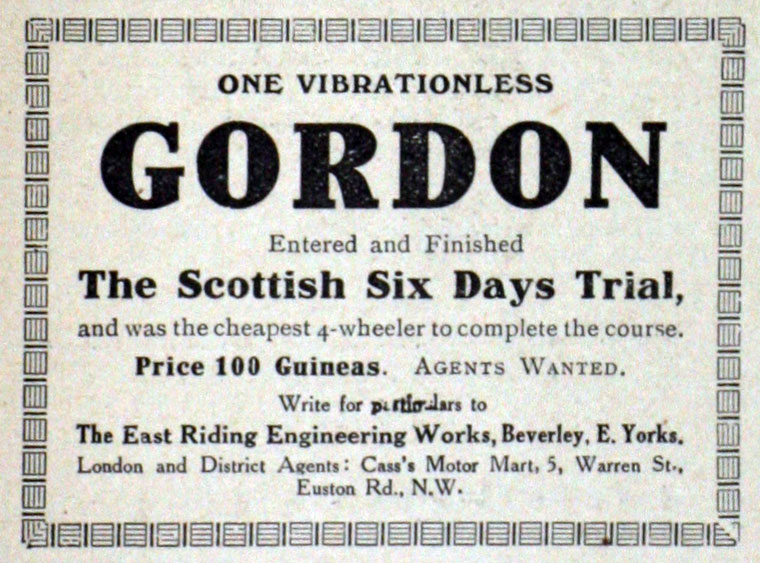 ONE VIBRATIONLESS
GORDON
Entered and Finished
The Scottish Six Days Trial,
and was the cheapest 4-wheeler to complete the course.
Price 100 Guineas. AGENTS WANTED.
Write for particulars to
The East Riding Engineering Works, Beverley, E. Yorks.
London and District Agents: Cass's Motor Mart, 5, Warren St.,
Euston Rd., N.W.